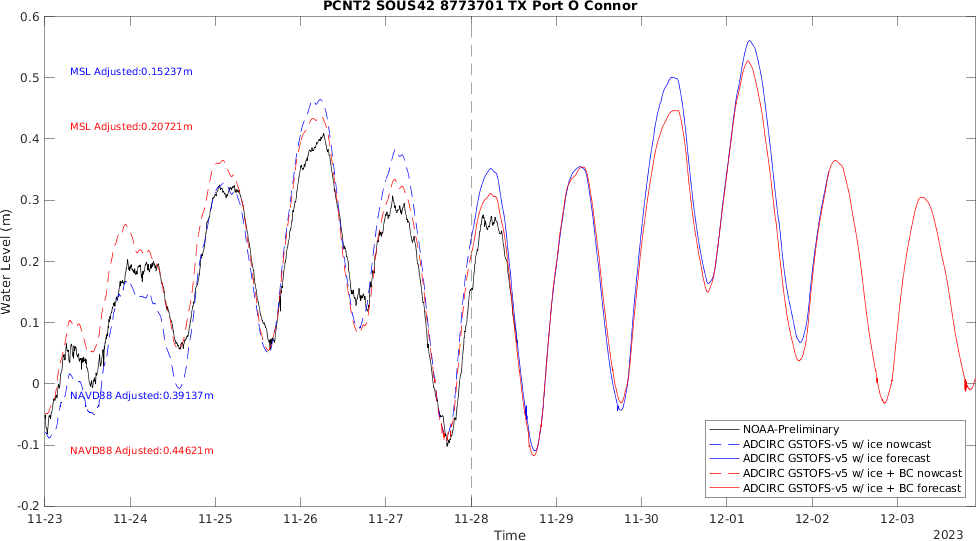 PCNT2 SOUS42 8773701 TX Port O Connor
0.6
0.5
0.4
0.3
0.2
0.1
0
-0.1
-0.2
Water Level (m)
MSL Adjusted:0.15237m
MSL Adjusted:0.20721m
NAVD88 Adjusted:0.39137m
NAVD88 Adjusted:0.44621m
NOAA-Preliminary
ADCIRC GSTOFS-v5 w/ ice nowcast
ADCIRC GSTOFS-v5 w/ ice forecast
ADCIRC GSTOFS-v5 w/ ice + BC nowcast
ADCIRC GSTOFS-v5 w/ ice + BC forecast
11-23 11-24 11-25 11-26 11-27 11-28 11-29 11-30 12-01 12-02 12-03
Time
2023